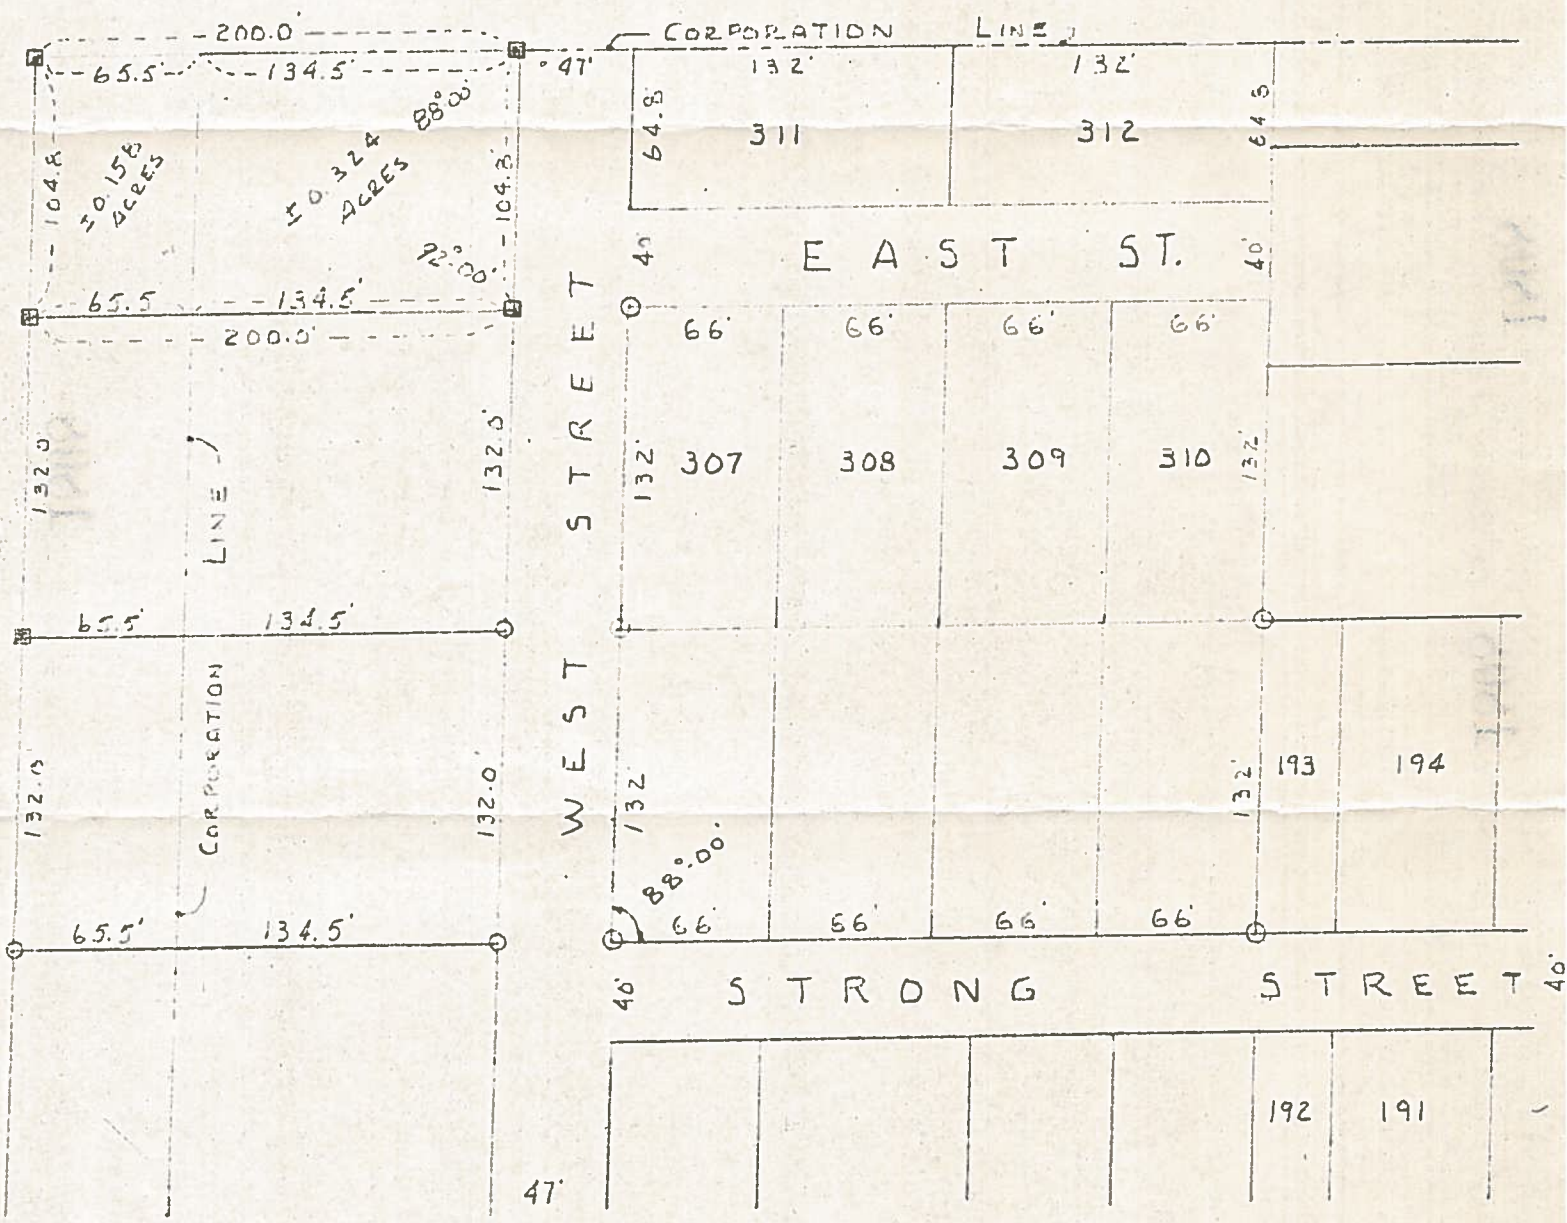 200.0'
CORPORATION LINE
65.5' 134.5' 47' 132' 132'
88°00'
104.8 ±0.158 ACRES ±0.324 ACRES 104.8' 64.8' 311 312 64.8
92°00'
40' EAST ST. 40'
65.5 134.5'
200.0'
66' 66' 66' 66'
132.0' 132.0' 132' 307 308 309 310 132'
CORPORATION LINE
WEST STREET
65.5' 134.5'
132.0' 132.0' 132' 132' 193 194
88°00'
65.5' 134.5' 66' 66' 66' 66'
40' STRONG STREET 40'
192 191
47'